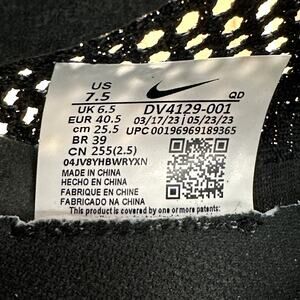 US
7.5
QD
UK 6.5
DV4129-001
EUR 40.5
03/17/23 05/23/23
cm 25.5
UPC 00196969189365
BR 39
CN 255(2.5)
04JV8YHBWRYXN
MADE IN CHINA
HECHO EN CHINA
FABRIQUE EN CHINE
FABRICADO NA CHINA
This product is covered by one or more